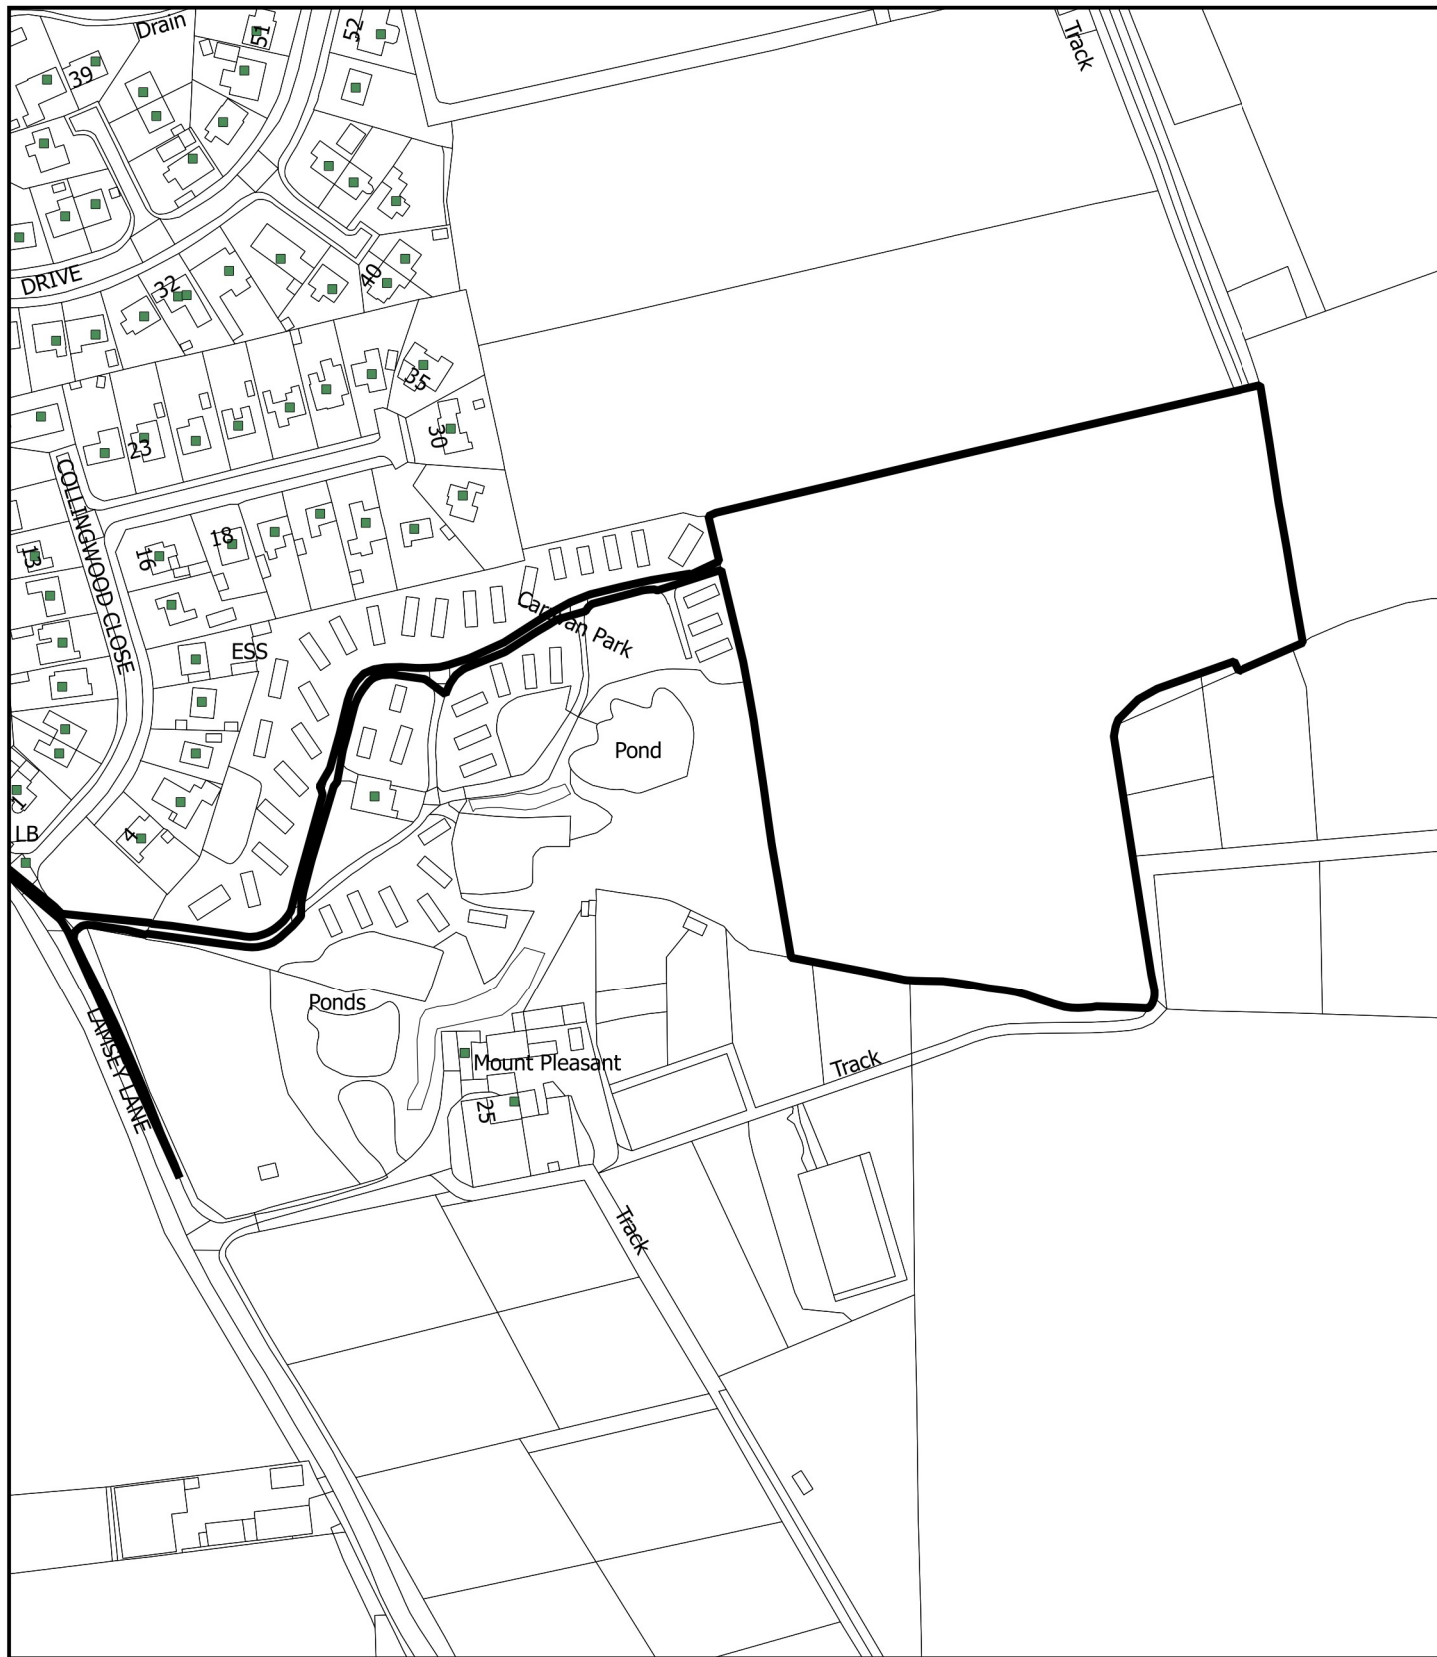 Drain
51
52
Track
39
DRIVE
32
40
35
23
30
COLLINGWOOD CLOSE
13
16
18
ESS
Caravan Park
Pond
1
4
LB
Ponds
LAMSEY LANE
Mount Pleasant
25
Track
Track